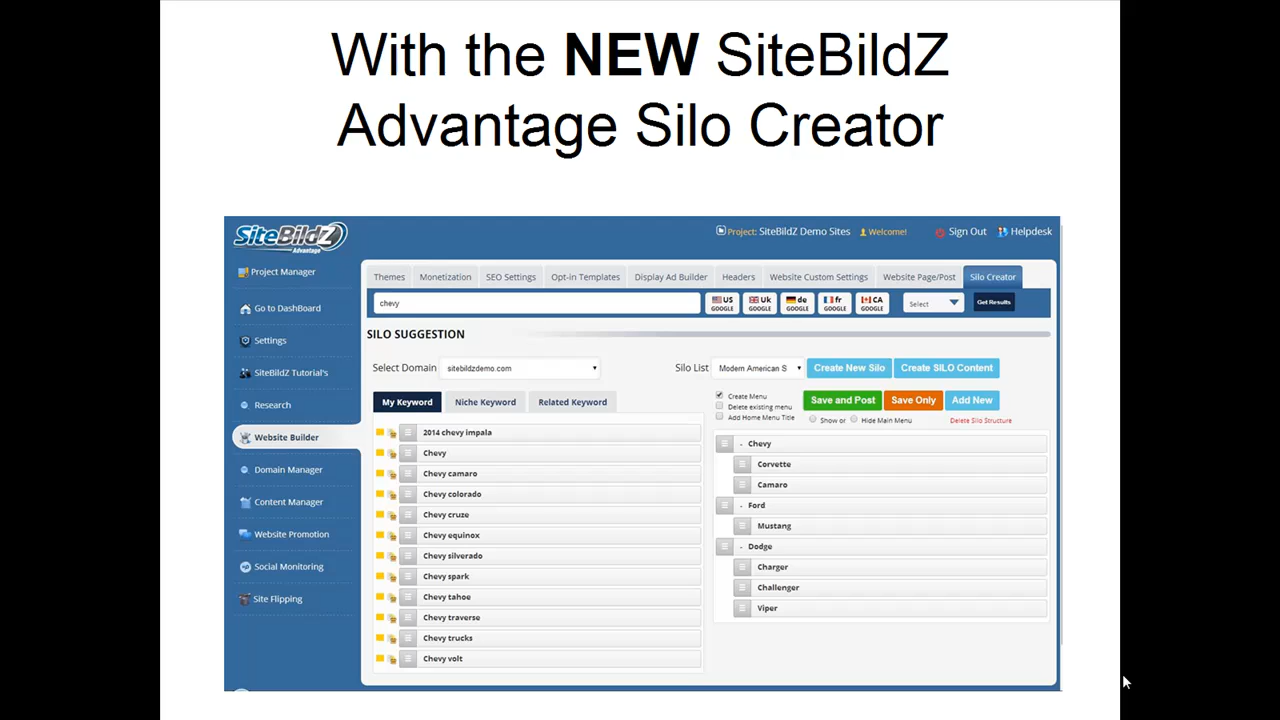 With the NEW SiteBildZ
Advantage Silo Creator
SiteBildZ
Advantage
Project: SiteBildZ Demo Sites Welcome! Sign Out Helpdesk
Project Manager
Go to DashBoard
Settings
SiteBildZ Tutorial's
Research
Website Builder
Domain Manager
Content Manager
Website Promotion
Social Monitoring
Site Flipping
Themes Monetization SEO Settings Opt-in Templates Display Ad Builder Headers Website Custom Settings Website Page/Post Silo Creator
chevy US GOOGLE Uk GOOGLE de GOOGLE fr GOOGLE CA GOOGLE Select Get Results
SILO SUGGESTION
Select Domain sitebildzdemo.com Silo List Modern American S Create New Silo Create SILO Content
My Keyword Niche Keyword Related Keyword
Create Menu
Delete existing menu
Add Home Menu Title
Save and Post Save Only Add New
Show or Hide Main Menu Delete Silo Structure
2014 chevy impala
Chevy
Chevy camaro
Chevy colorado
Chevy cruze
Chevy equinox
Chevy silverado
Chevy spark
Chevy tahoe
Chevy traverse
Chevy trucks
Chevy volt
- Chevy
Corvette
Camaro
- Ford
Mustang
- Dodge
Charger
Challenger
Viper